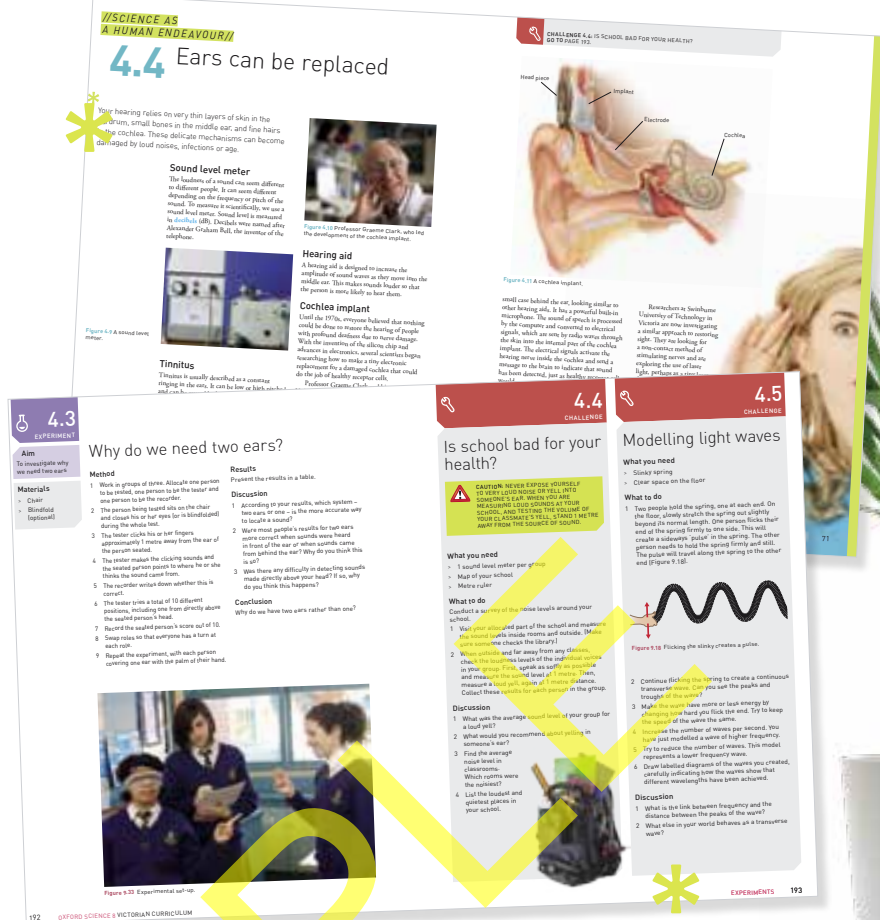 //SCIENCE AS
A HUMAN ENDEAVOUR//
4.4 Ears can be replaced
Your hearing relies on very thin layers of skin in the
drum, small bones in the middle ear, and fine hairs
the cochlea. These delicate mechanisms can become
damaged by loud noises, infections or age.
Sound level meter
The loudness of a sound can seem different
to different people. It can seem different
depending on the frequency or pitch of the
sound. To measure it scientifically, we use a
sound level meter. Sound level is measured
in decibels (dB). Decibels were named after
Alexander Graham Bell, the inventor of the
telephone.
Figure 4.9 A sound level
meter.
Tinnitus
Tinnitus is usually described as a constant
ringing in the ears. It can be low or high pitched
Figure 4.10 Professor Graeme Clark, who led
the development of the cochlea implant.
Hearing aid
A hearing aid is designed to increase the
amplitude of sound waves as they move into the
middle ear. This makes sounds louder so that
the person is more likely to hear them.
Cochlea implant
Until the 1970s, everyone believed that nothing
could be done to restore the hearing of people
with profound deafness due to nerve damage.
With the invention of the silicon chip and
advances in electronics, several scientists began
researching how to make a tiny electronic
replacement for a damaged cochlea that could
do the job of healthy receptor cells.
Professor Graeme Clark
CHALLENGE 4.4: IS SCHOOL BAD FOR YOUR HEALTH?
GO TO PAGE 193.
Head piece
Implant
Electrode
Cochlea
Figure 4.11 A cochlea implant.
small case behind the ear, looking similar to
other hearing aids. It has a powerful built-in
microphone. The sound of speech is processed
by the computer and converted to electrical
signals, which are sent by radio waves through
the skin into the internal part of the cochlea
implant. The electrical signals activate the
hearing nerve inside the cochlea and send a
message to the brain to indicate that sound
has been detected, just as healthy receptor cells
would.
Researchers at Swinburne
University of Technology in
Victoria are now investigating
a similar approach to restoring
sight. They are looking for
a non-contact method of
stimulating nerves and are
exploring the use of laser
light, perhaps as a
71
4.3
EXPERIMENT
Aim
To investigate why
we need two ears
Materials
> Chair
> Blindfold
(optional)
Why do we need two ears?
Method
1 Work in groups of three. Allocate one person
to be tested, one person to be the tester and
one person to be the recorder.
2 The person being tested sits on the chair
and closes his or her eyes (or is blindfolded)
during the whole test.
3 The tester clicks his or her fingers
approximately 1 metre away from the ear of
the person seated.
4 The tester makes the clicking sounds and
the seated person points to where he or she
thinks the sound came from.
5 The recorder writes down whether this is
correct.
6 The tester tries a total of 10 different
positions, including one from directly above
the seated person's head.
7 Record the seated person's score out of 10.
8 Swap roles so that everyone has a turn at
each role.
9 Repeat the experiment, with each person
covering one ear with the palm of their hand.
Results
Present the results in a table.
Discussion
1 According to your results, which system –
two ears or one – is the more accurate way
to locate a sound?
2 Were most people's results for two ears
more correct when sounds were heard
in front of the ear or when sounds came
from behind the ear? Why do you think this
is so?
3 Was there any difficulty in detecting sounds
made directly above your head? If so, why
do you think this happens?
Conclusion
Why do we have two ears rather than one?
Figure 9.33 Experimental set-up.
192 OXFORD SCIENCE 8 VICTORIAN CURRICULUM
4.4
CHALLENGE
Is school bad for your
health?
CAUTION: NEVER EXPOSE YOURSELF
TO VERY LOUD NOISE OR YELL INTO
SOMEONE'S EAR. WHEN YOU ARE
MEASURING LOUD SOUNDS AS YOUR
SCHOOL, AND TESTING THE VOLUME OF
YOUR CLASSMATE'S YELL, STAND 1 METRE
AWAY FROM THE SOURCE OF SOUND.
What you need
> 1 sound level meter per group
> Map of your school
> Metre ruler
What to do
Conduct a survey of the noise levels around your
school.
1 Visit your allocated part of the school and measure
the sound levels inside rooms and outside. (Make
sure someone checks the library.)
2 When outside and far away from any classes,
check the loudness levels of the individual voices
in your group. First, speak as softly as possible
and measure the sound level at 1 metre. Then,
measure a loud yell, again at 1 metre distance.
Collect these results for each person in the group.
Discussion
1 What was the average sound level of your group for
a loud yell?
2 What would you recommend about yelling in
someone's ear?
3 Find the average
noise level in
classrooms.
Which rooms were
the noisiest?
4 List the loudest and
quietest places in
your school.
4.5
CHALLENGE
Modelling light waves
What you need
> Slinky spring
> Clear space on the floor
What to do
1 Two people hold the spring, one at each end. On
the floor, slowly stretch the spring out slightly
beyond its normal length. One person flicks their
end of the spring firmly to one side. This will
create a sideways 'pulse' in the spring. The other
person needs to hold the spring firmly and still.
The pulse will travel along the spring to the other
end (Figure 9.18).
Figure 9.18 Flicking the slinky creates a pulse.
2 Continue flicking the spring to create a continuous
transverse wave. Can you see the peaks and
troughs of the wave?
3 Make the wave have more or less energy by
changing how hard you flick the end. Try to keep
the speed of the wave the same.
4 Increase the number of waves per second. You
have just modelled a wave of higher frequency.
5 Try to reduce the number of waves. This model
represents a lower frequency wave.
6 Draw labelled diagrams of the waves you created,
carefully indicating how the waves show that
different wavelengths have been achieved.
Discussion
1 What is the link between frequency and the
distance between the peaks of the wave?
2 What else in your world behaves as a transverse
wave?
EXPERIMENTS 193